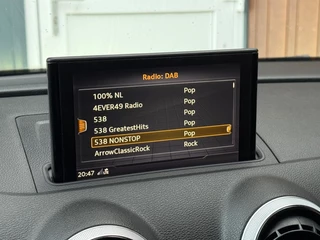 Radio: DAB
100% NL Pop
4EVER49 Radio Pop
538 Pop
538 GreatestHits Pop
538 NONSTOP Pop
ArrowClassicRock Rock
20:47